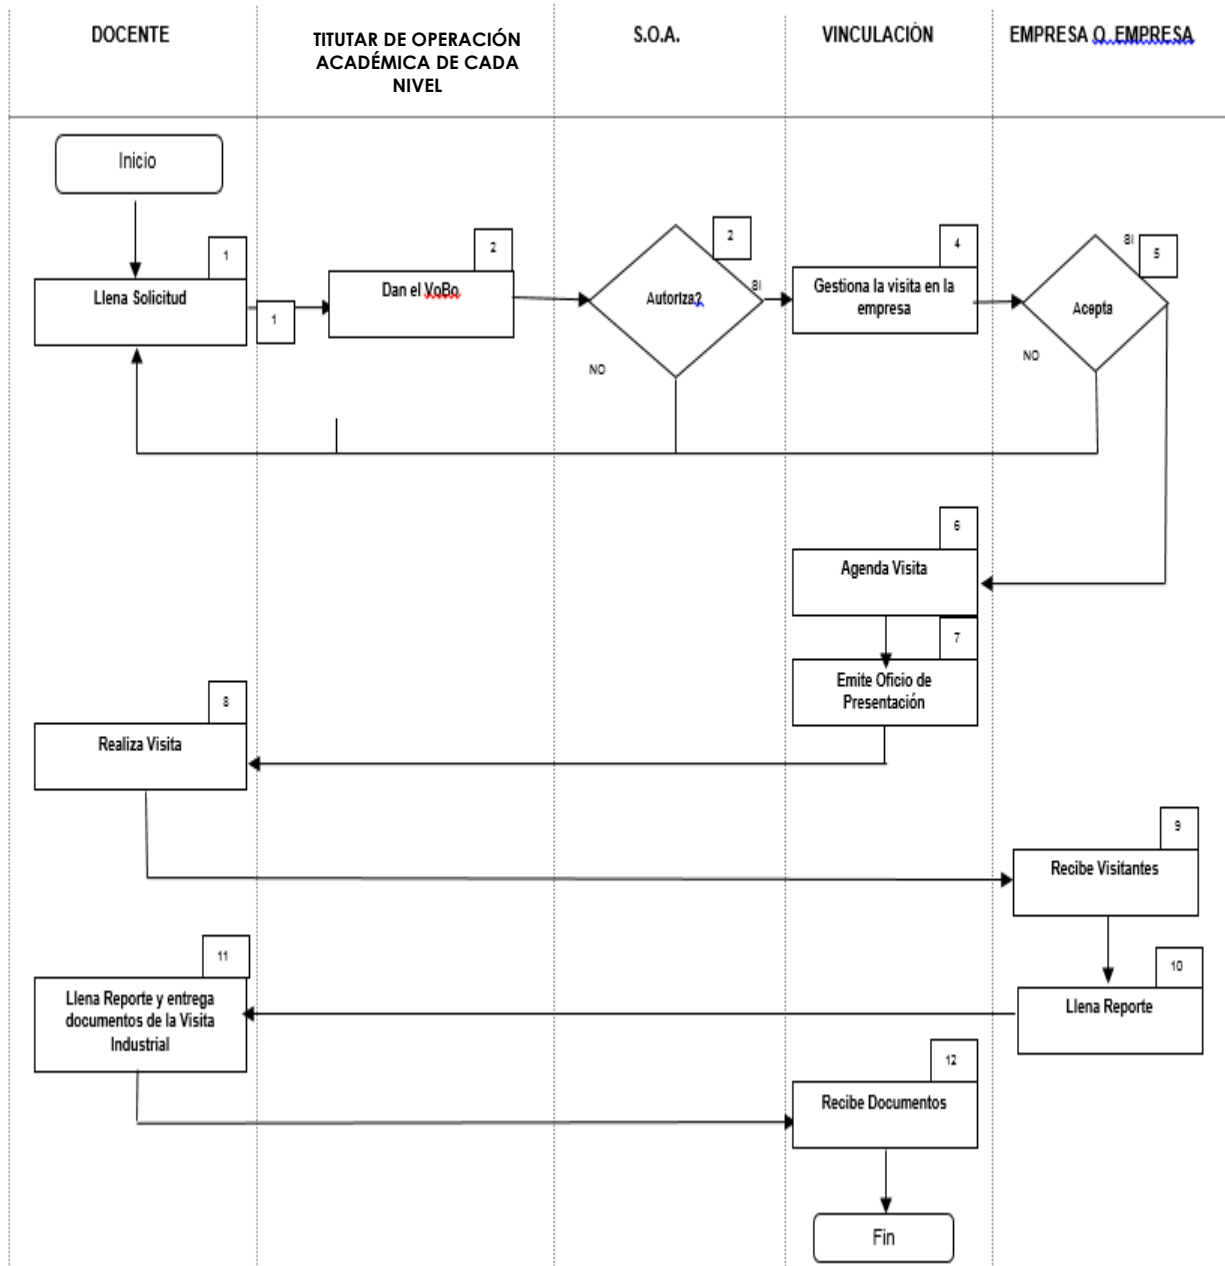 DOCENTE
TITUTAR DE OPERACIÓN
ACADÉMICA DE CADA
NIVEL
S.O.A.
VINCULACIÓN
EMPRESA O EMPRESA
Inicio
1
Llena Solicitud
1
2
Dan el VoBo
2
Autoriza?
SI
NO
4
Gestiona la visita en la
empresa
SI
5
Acepta
NO
6
Agenda Visita
7
Emite Oficio de
Presentación
8
Realiza Visita
9
Recibe Visitantes
10
Llena Reporte
11
Llena Reporte y entrega
documentos de la Visita
Industrial
12
Recibe Documentos
Fin